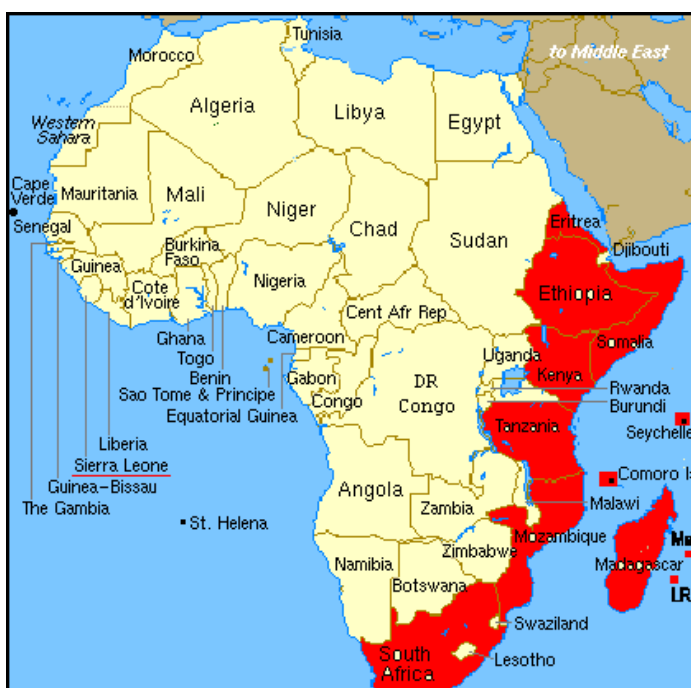 Tunisia
to Middle East
Morocco
Algeria
Libya
Egypt
Western
Sahara
Cape
Verde
Mauritania
Mali
Niger
Chad
Sudan
Eritrea
Djibouti
Senegal
Burkina
Faso
Guinea
Nigeria
Cote
d'Ivoire
Ethiopia
Cent Afr Rep
Ghana
Togo
Benin
Cameroon
Somalia
Uganda
Kenya
Sao Tome & Principe
Equatorial Guinea
Gabon
Congo
DR
Congo
Rwanda
Burundi
Tanzania
Seychelle
Liberia
Sierra Leone
Guinea-Bissau
The Gambia
Comoro Is
Angola
Zambia
Malawi
St. Helena
Mozambique
Zimbabwe
Madagascar
Namibia
Botswana
Swaziland
South
Africa
Lesotho